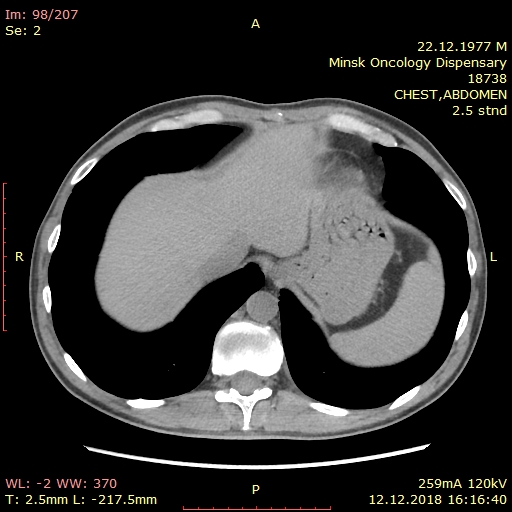 Im: 98/207
Se: 2
A
22.12.1977 M
Minsk Oncology Dispensary
18738
CHEST,ABDOMEN
2.5 stnd
R
L
WL: -2 WW: 370
T: 2.5mm L: -217.5mm
P
259mA 120kV
12.12.2018 16:16:40